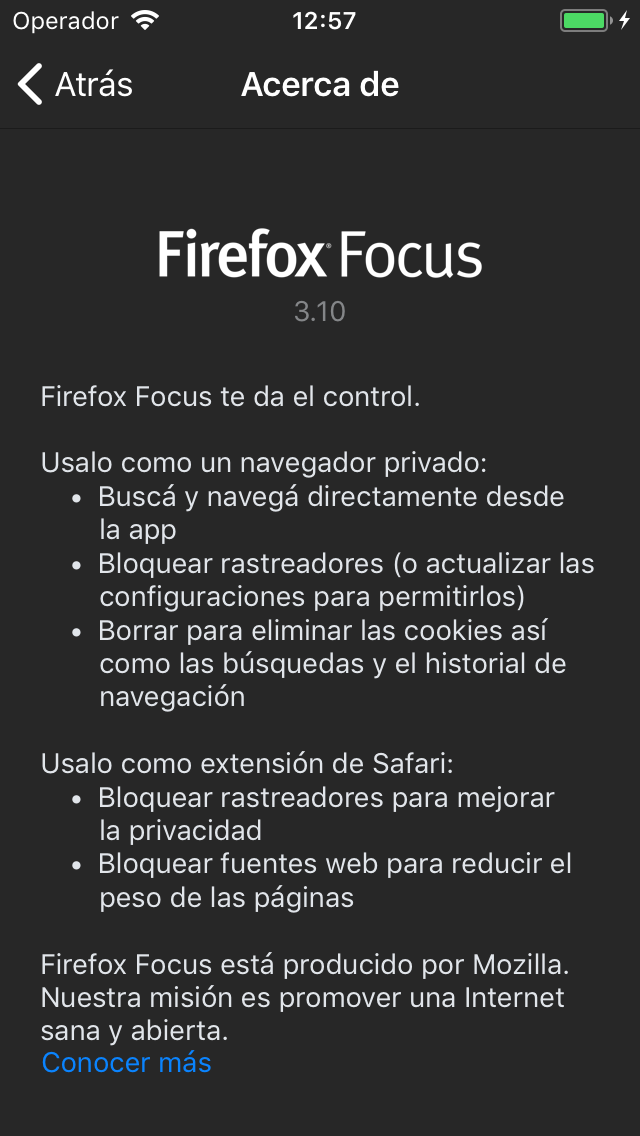 Operador 12:57
Atrás Acerca de
Firefox Focus
3.10
Firefox Focus te da el control.
Usalo como un navegador privado:
• Buscá y navegá directamente desde
la app
• Bloquear rastreadores (o actualizar las
configuraciones para permitirlos)
• Borrar para eliminar las cookies así
como las búsquedas y el historial de
navegación
Usalo como extensión de Safari:
• Bloquear rastreadores para mejorar
la privacidad
• Bloquear fuentes web para reducir el
peso de las páginas
Firefox Focus está producido por Mozilla.
Nuestra misión es promover una Internet
sana y abierta.
Conocer más